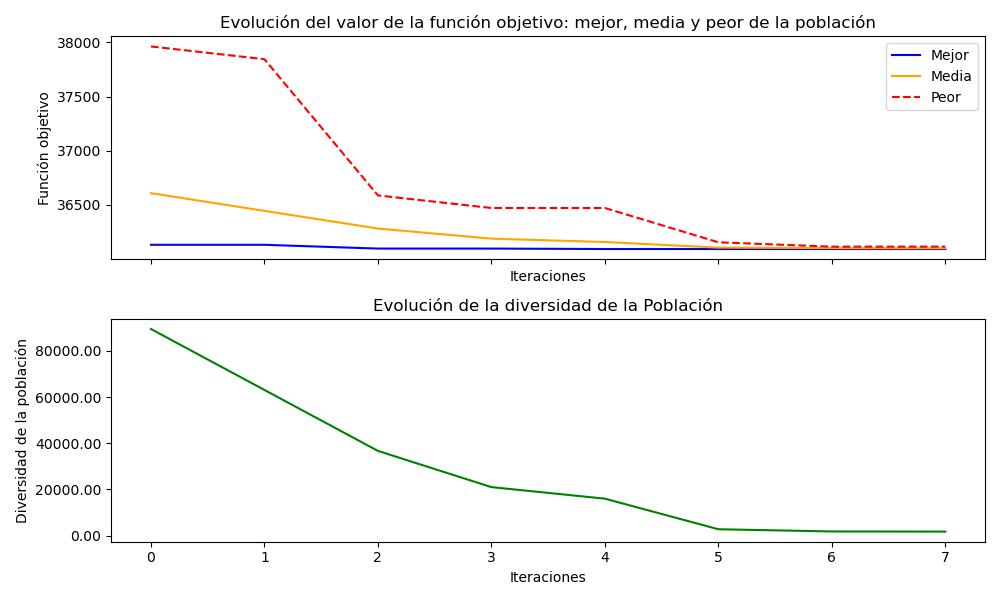 Evolución del valor de la función objetivo: mejor, media y peor de la población
Función objetivo
38000
37500
37000
36500
Mejor
Media
Peor
Iteraciones
Evolución de la diversidad de la Población
Diversidad de la población
80000.00
60000.00
40000.00
20000.00
0.00
0 1 2 3 4 5 6 7
Iteraciones